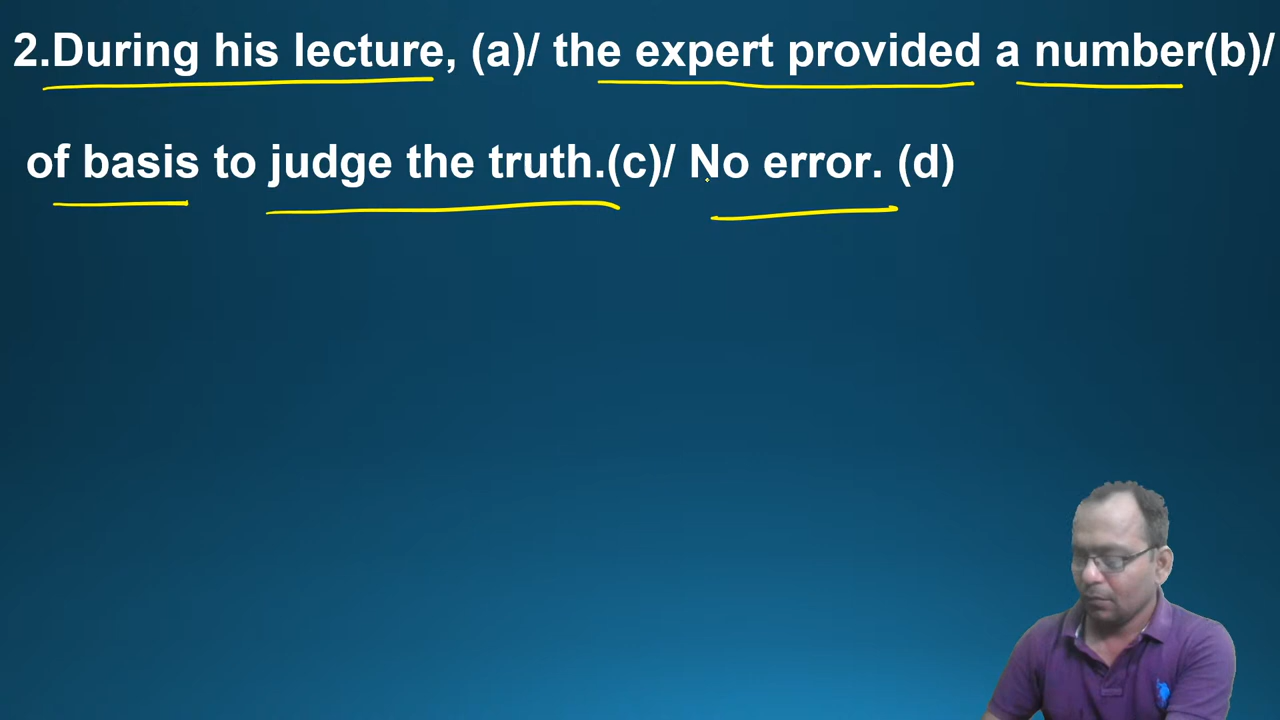 2.During his lecture, (a)/ the expert provided a number(b)/
of basis to judge the truth.(c)/ No error. (d)